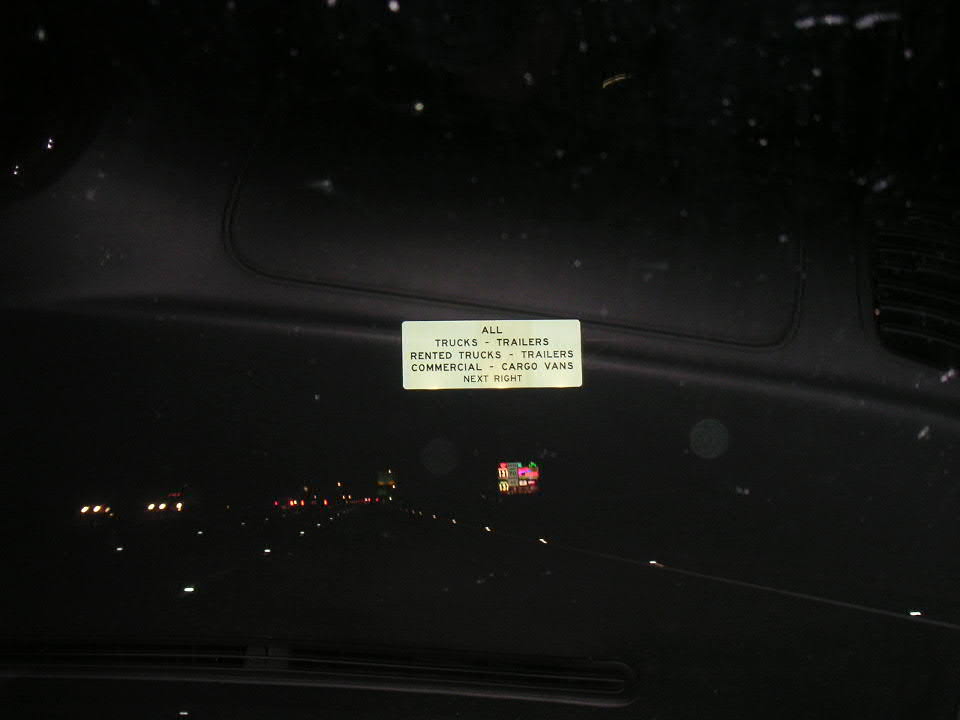 ALL
TRUCKS - TRAILERS
RENTED TRUCKS - TRAILERS
COMMERCIAL - CARGO VANS
NEXT RIGHT